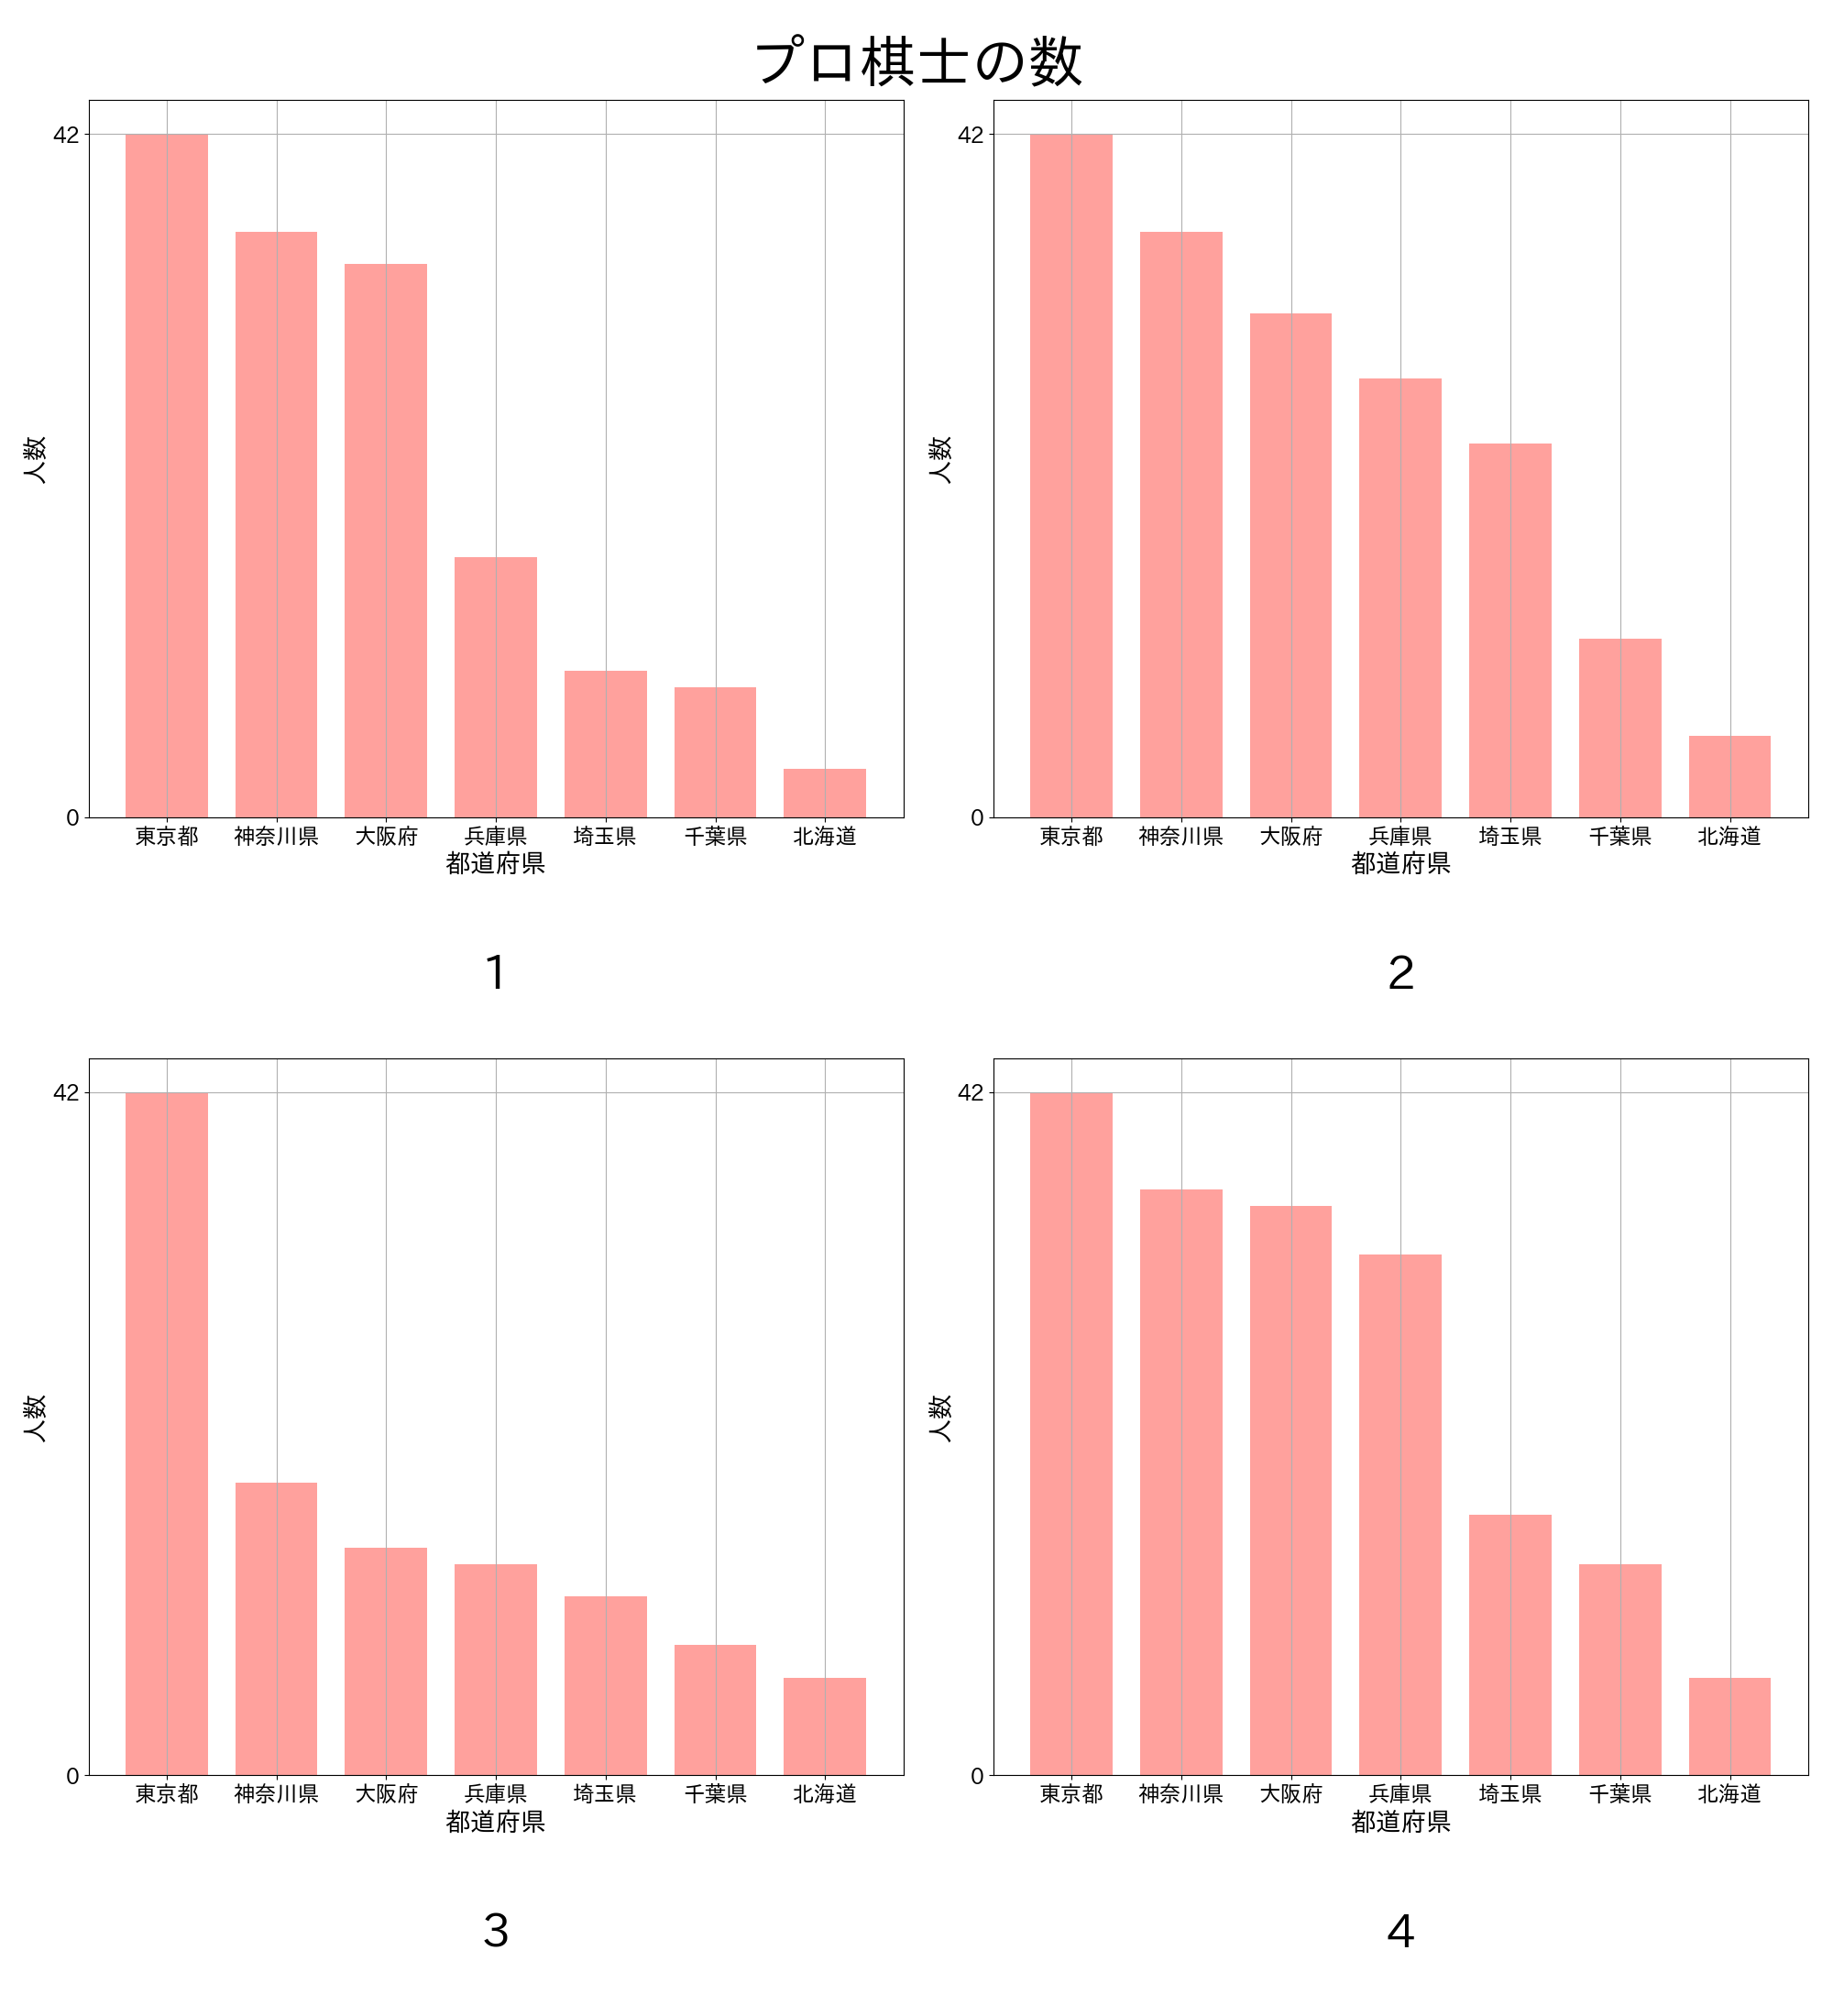 プロ棋士の数
42
0
人数
東京都 神奈川県 大阪府 兵庫県 埼玉県 千葉県 北海道
都道府県
1
42
0
人数
東京都 神奈川県 大阪府 兵庫県 埼玉県 千葉県 北海道
都道府県
2
42
0
人数
東京都 神奈川県 大阪府 兵庫県 埼玉県 千葉県 北海道
都道府県
3
42
0
人数
東京都 神奈川県 大阪府 兵庫県 埼玉県 千葉県 北海道
都道府県
4